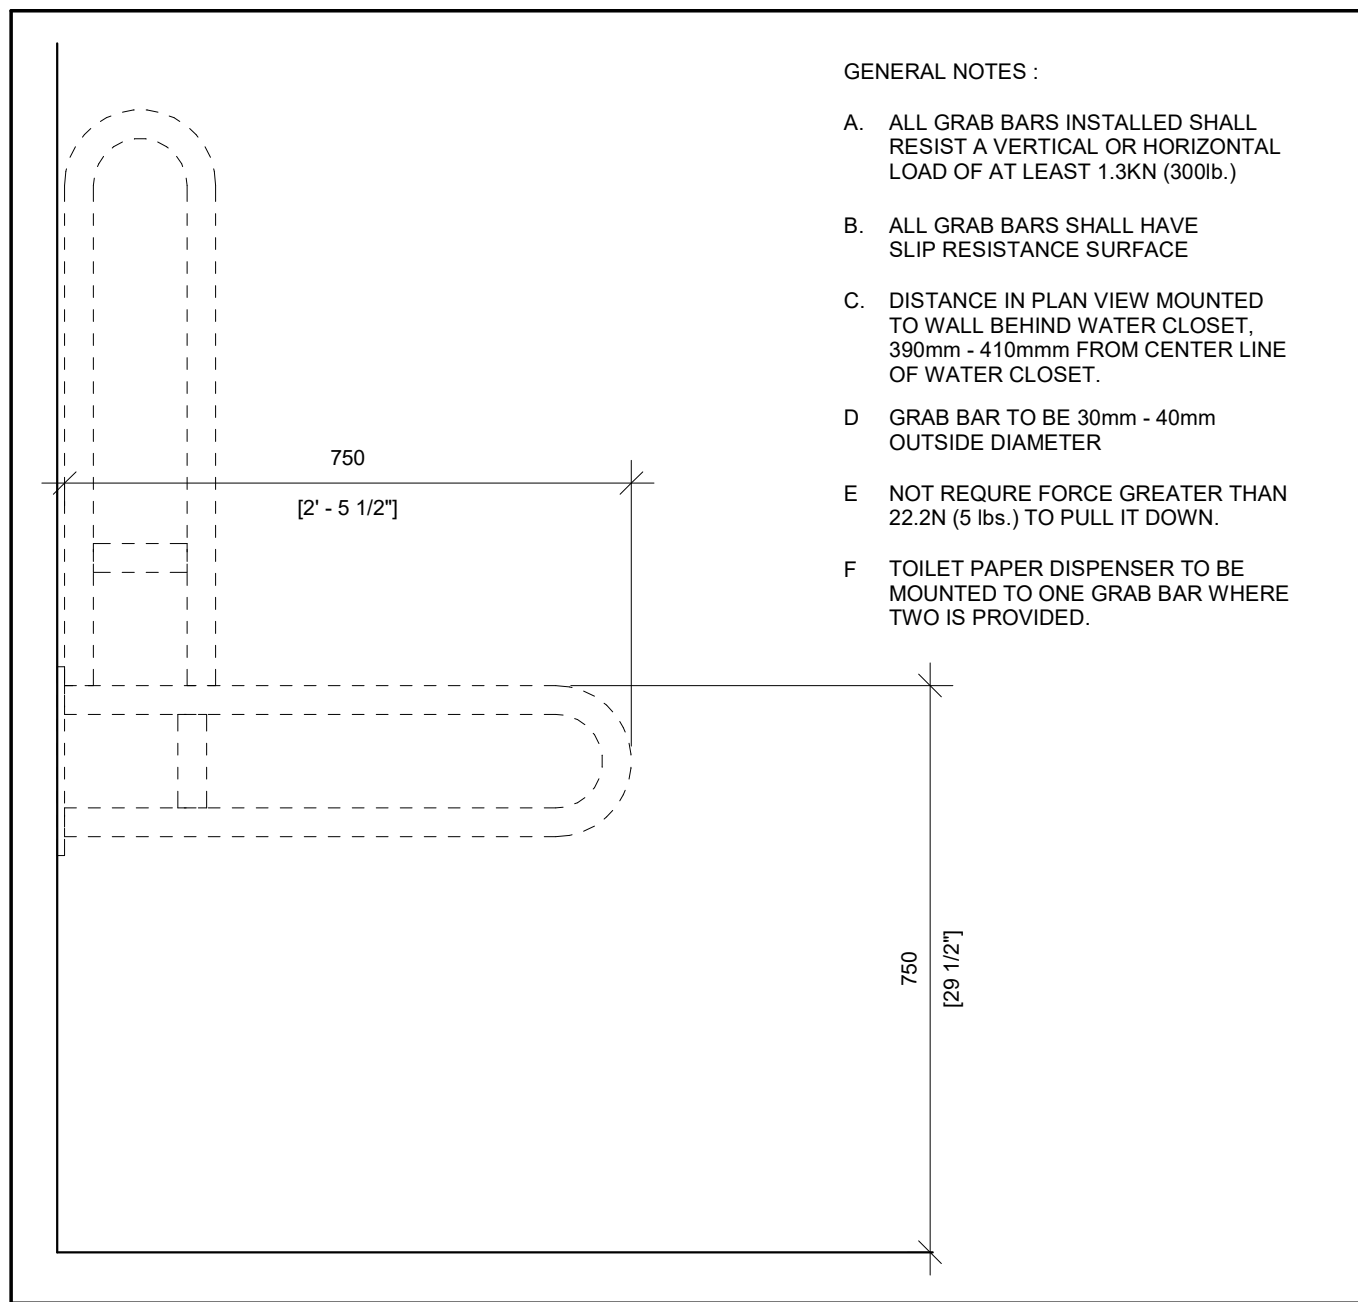 GENERAL NOTES :
A. ALL GRAB BARS INSTALLED SHALL
RESIST A VERTICAL OR HORIZONTAL
LOAD OF AT LEAST 1.3KN (300lb.)
B. ALL GRAB BARS SHALL HAVE
SLIP RESISTANCE SURFACE
C. DISTANCE IN PLAN VIEW MOUNTED
TO WALL BEHIND WATER CLOSET,
390mm - 410mmm FROM CENTER LINE
OF WATER CLOSET.
D GRAB BAR TO BE 30mm - 40mm
OUTSIDE DIAMETER
E NOT REQURE FORCE GREATER THAN
22.2N (5 lbs.) TO PULL IT DOWN.
F TOILET PAPER DISPENSER TO BE
MOUNTED TO ONE GRAB BAR WHERE
TWO IS PROVIDED.
750
[2' - 5 1/2"]
750
[29 1/2"]